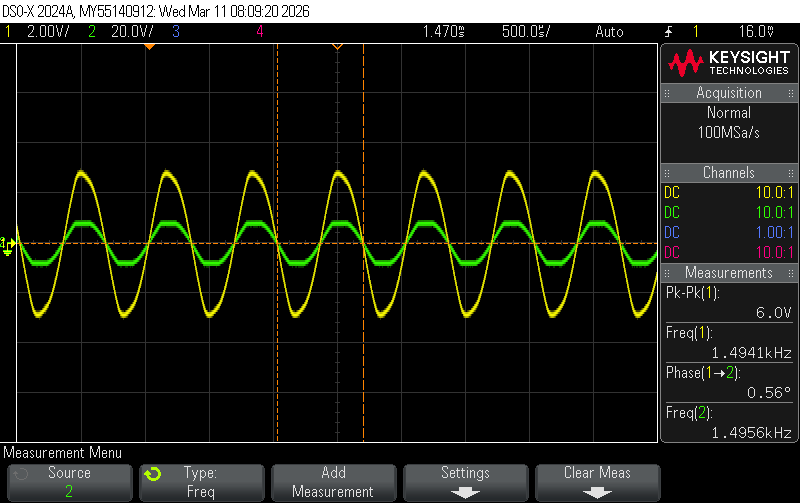 DSO-X 2024A, MY55140912: Wed Mar 11 08:09:20 2026
1 2.00V/ 2 20.0V/ 3 4 1.470ms 500.0us/ Auto 1 16.0V
KEYSIGHT
TECHNOLOGIES
Acquisition
Normal
100MSa/s
Channels
DC 10.0:1
DC 10.0:1
DC 1.00:1
DC 10.0:1
Measurements
Pk-Pk(1):
6.0V
Freq(1):
1.4941kHz
Phase(1→2):
0.56°
Freq(2):
1.4956kHz
Measurement Menu
Source
2
Type:
Freq
Add
Measurement
Settings
Clear Meas